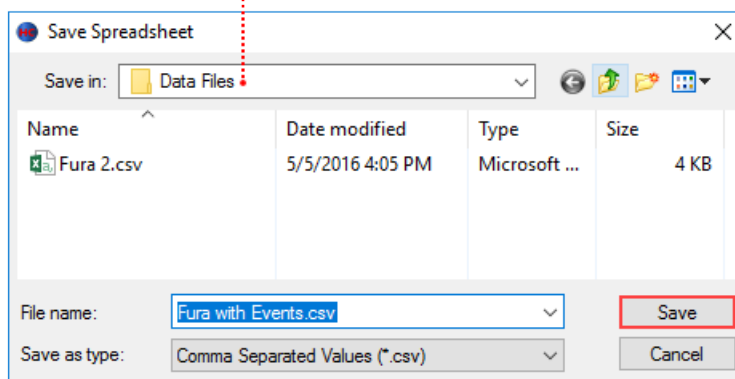 Save Spreadsheet
Save in: Data Files
Name Date modified Type Size
Fura 2.csv 5/5/2016 4:05 PM Microsoft ... 4 KB
File name: Fura with Events.csv Save
Save as type: Comma Separated Values (*.csv) Cancel